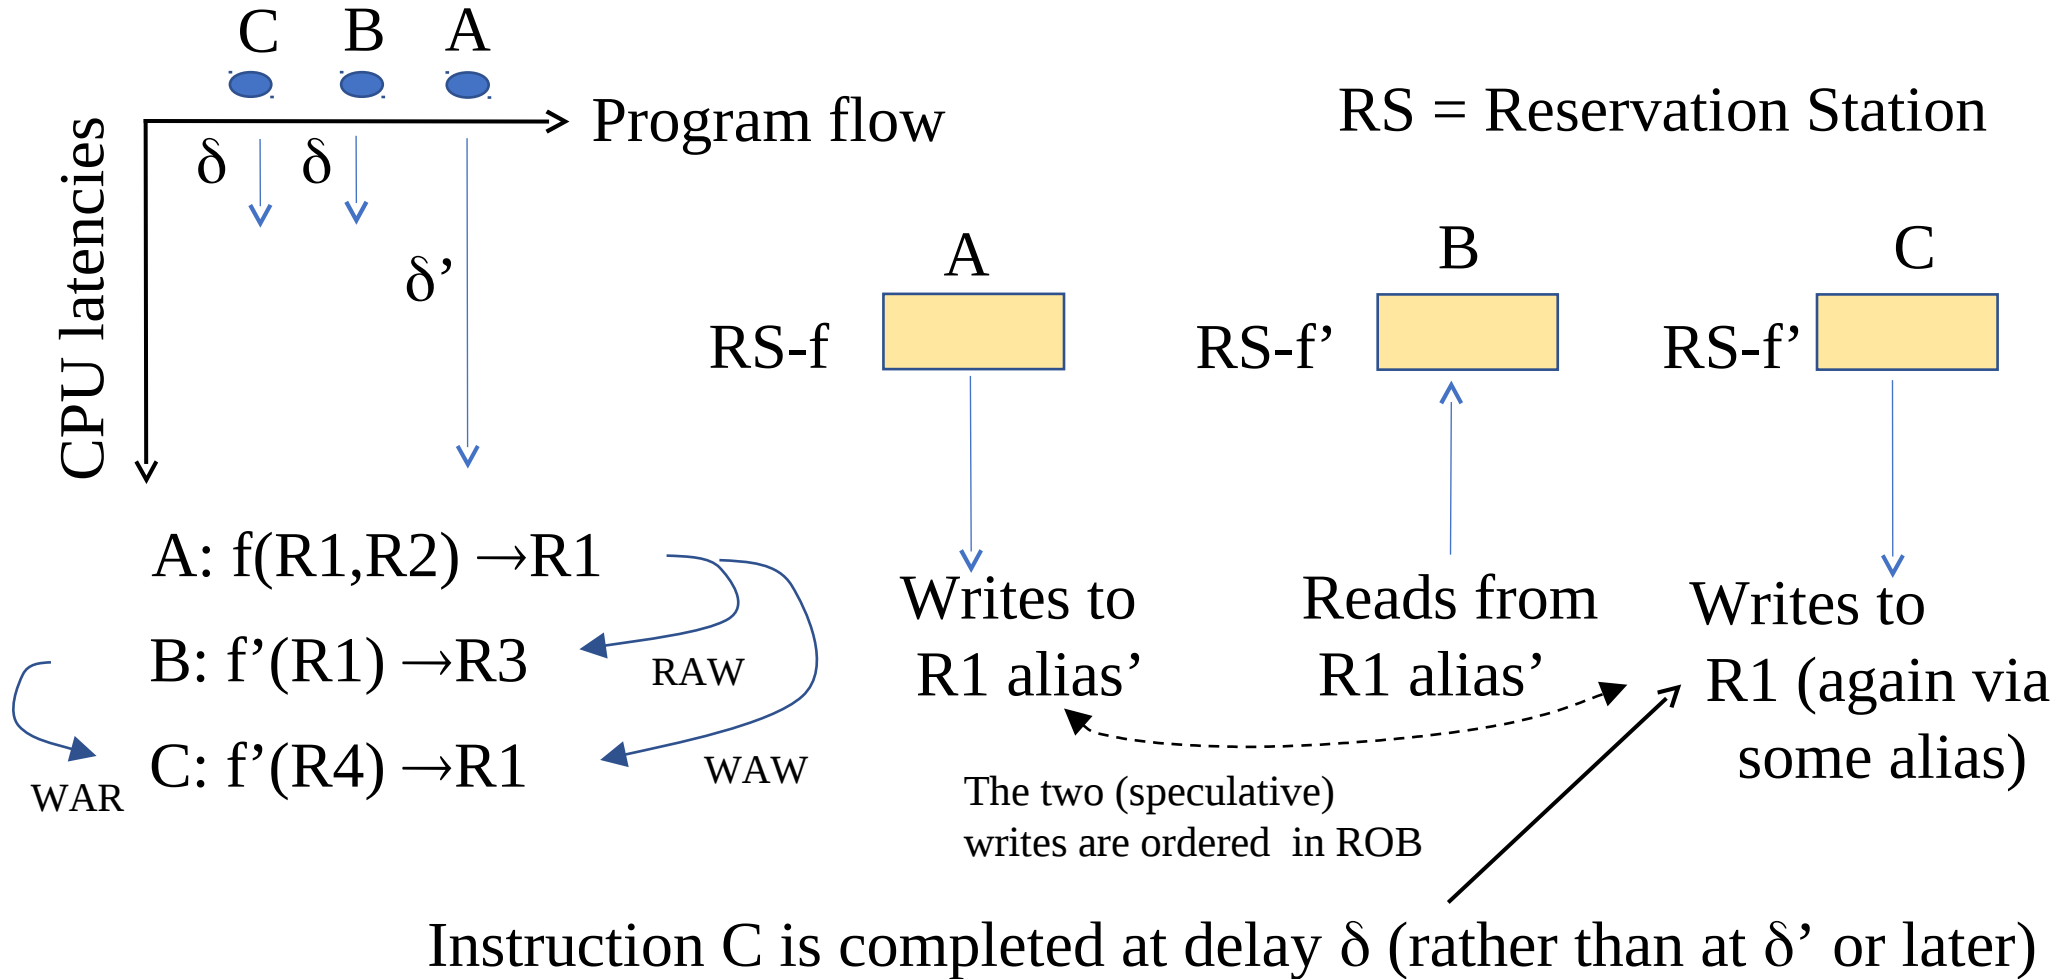 C B A
Program flow
RS = Reservation Station
CPU latencies
δ δ
δ’
A
B
C
RS-f
RS-f’
RS-f’
A: f(R1,R2) →R1
B: f’(R1) →R3
C: f’(R4) →R1
RAW
WAW
WAR
Writes to
R1 alias’
Reads from
R1 alias’
Writes to
R1 (again via
some alias)
The two (speculative)
writes are ordered in ROB
Instruction C is completed at delay δ (rather than at δ’ or later)